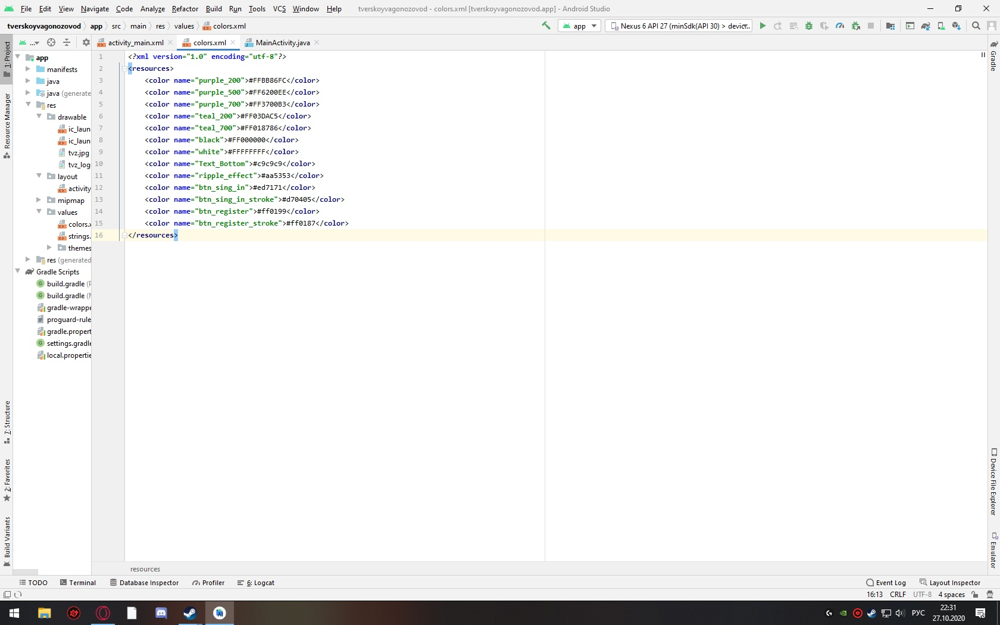 File Edit View Navigate Code Analyze Refactor Build Run Tools VCS Window Help tverskoyvagonozovod - colors.xml [tverskoyvagonozovod.app] - Android Studio
tverskoyvagonozovod app src main res values colors.xml app Nexus 6 API 27 (minSdk(API 30) > devic...
... activity_main.xml colors.xml MainActivity.java
1: Project
Resource Manager
7: Structure
2: Favorites
Build Variants
app
manifests
java
java (generate
res
drawable
ic_laun
ic_laun
tvz.jpg
tvz_log
layout
activity
mipmap
values
colors.x
strings.
themes
res (generated
Gradle Scripts
build.gradle (P
build.gradle (M
gradle-wrappe
proguard-rule
gradle.propert
settings.gradle
local.propertie
1 <?xml version="1.0" encoding="utf-8"?>
2 <resources>
3 <color name="purple_200">#FFBB86FC</color>
4 <color name="purple_500">#FF6200EE</color>
5 <color name="purple_700">#FF3700B3</color>
6 <color name="teal_200">#FF03DAC5</color>
7 <color name="teal_700">#FF018786</color>
8 <color name="black">#FF000000</color>
9 <color name="white">#FFFFFFFF</color>
10 <color name="Text_Bottom">#c9c9c9</color>
11 <color name="ripple_effect">#aa5353</color>
12 <color name="btn_sing_in">#ed7171</color>
13 <color name="btn_sing_in_stroke">#d70405</color>
14 <color name="btn_register">#ff0199</color>
15 <color name="btn_register_stroke">#ff0187</color>
16 </resources>
Gradle
Device File Explorer
Emulator
resources
TODO Terminal Database Inspector Profiler 6: Logcat Event Log Layout Inspector
16:13 CRLF UTF-8 4 spaces
РУС 22:31
27.10.2020